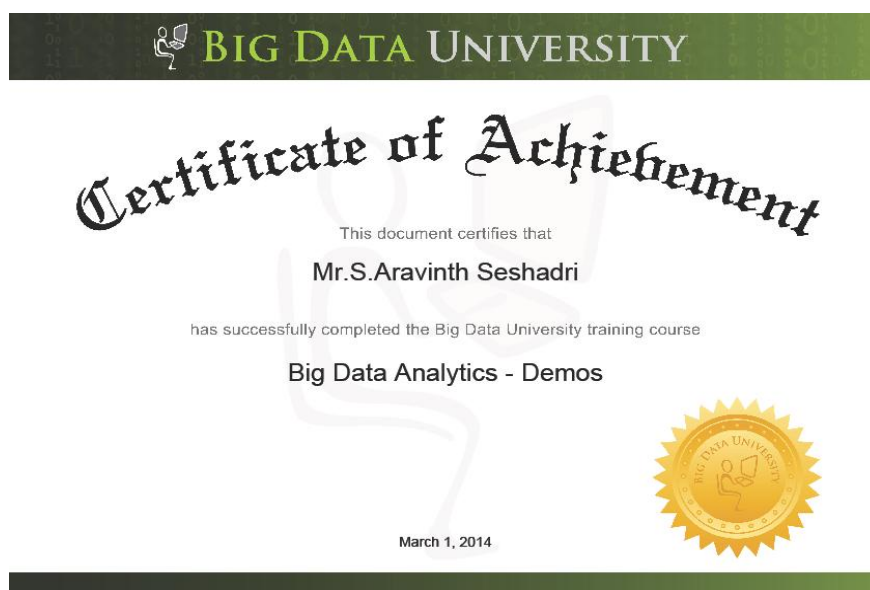 BIG DATA UNIVERSITY
Certificate of Achievement
This document certifies that
Mr.S.Aravinth Seshadri
has successfully completed the Big Data University training course
Big Data Analytics - Demos
BIG DATA UNIVERSITY
March 1, 2014